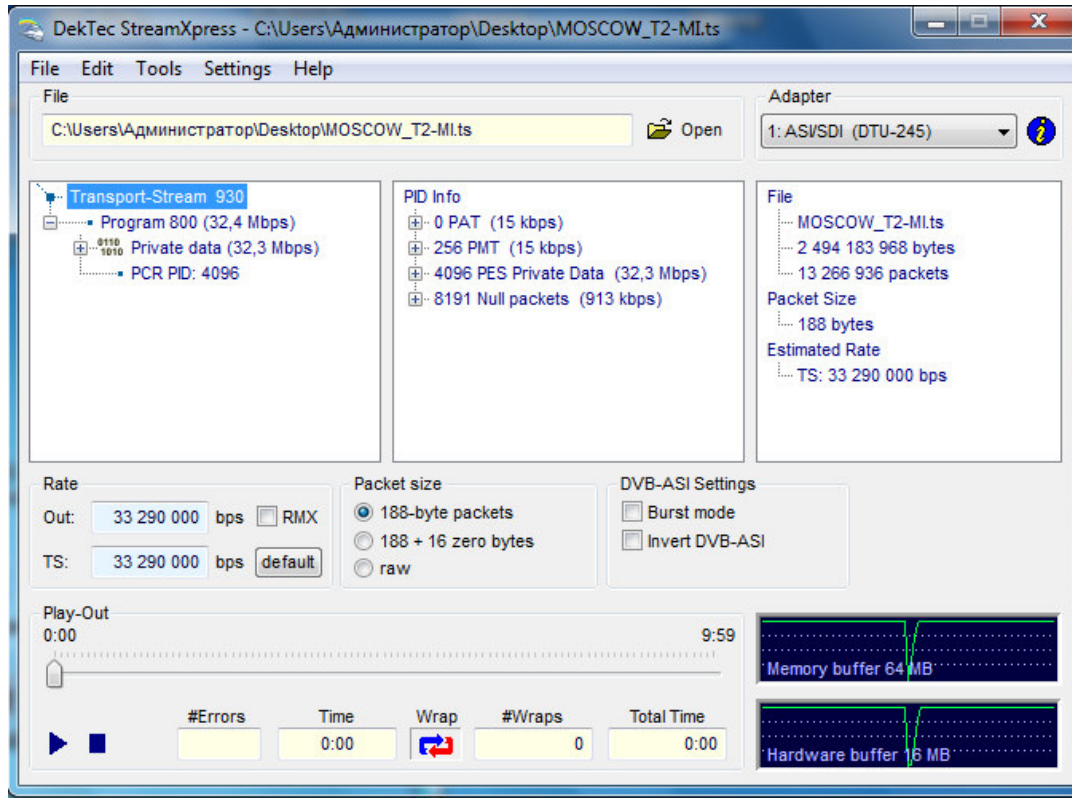 DekTec StreamXpress - C:\Users\Администратор\Desktop\MOSCOW_T2-MI.ts
File Edit Tools Settings Help
File
C:\Users\Администратор\Desktop\MOSCOW_T2-MI.ts
Open
Adapter
1: ASI/SDI (DTU-245)
Transport-Stream 930
Program 800 (32,4 Mbps)
0110
1010
Private data (32,3 Mbps)
PCR PID: 4096
PID Info
0 PAT (15 kbps)
256 PMT (15 kbps)
4096 PES Private Data (32,3 Mbps)
8191 Null packets (913 kbps)
File
MOSCOW_T2-MI.ts
2 494 183 968 bytes
13 266 936 packets
Packet Size
188 bytes
Estimated Rate
TS: 33 290 000 bps
Rate
Out: 33 290 000 bps RMX
TS: 33 290 000 bps default
Packet size
188-byte packets
188 + 16 zero bytes
raw
DVB-ASI Settings
Burst mode
Invert DVB-ASI
Play-Out
0:00 9:59
#Errors Time Wrap #Wraps Total Time
0:00 0 0:00
Memory buffer 64 MB
Hardware buffer 16 MB